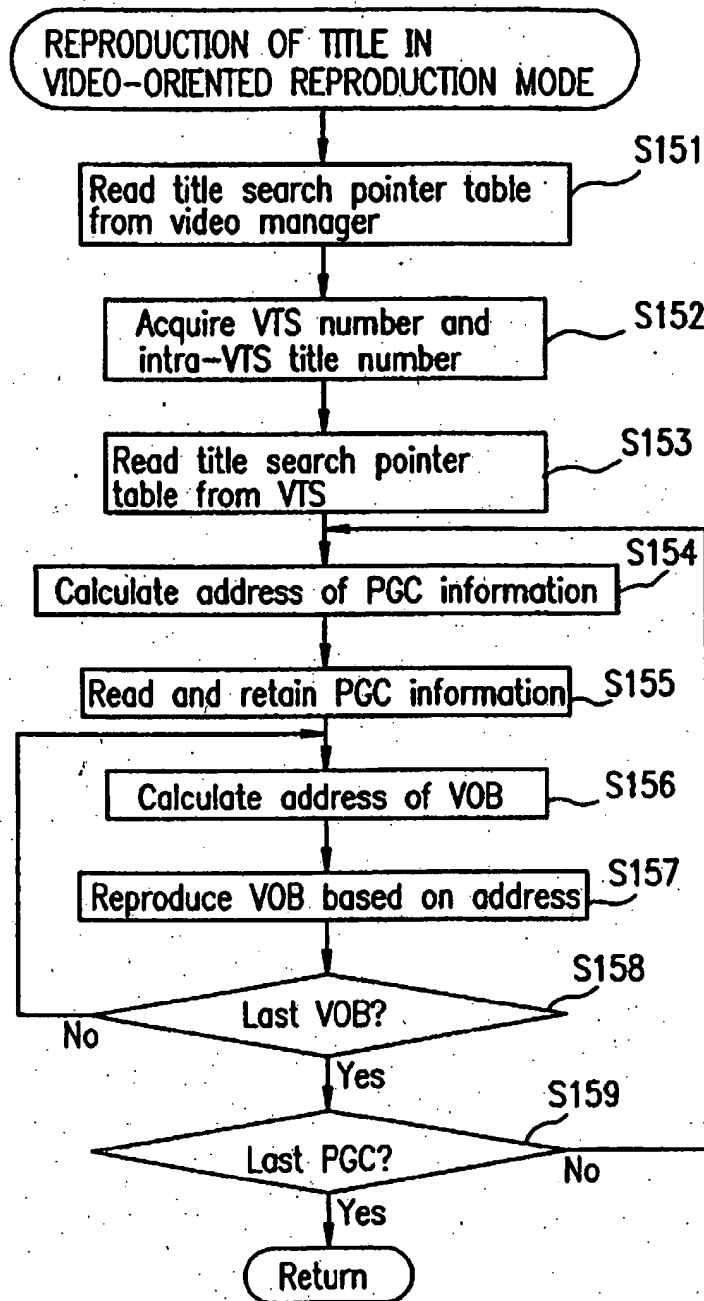 REPRODUCTION OF TITLE IN
VIDEO-ORIENTED REPRODUCTION MODE
S151
Read title search pointer table
from video manager
S152
Acquire VTS number and
intra-VTS title number
S153
Read title search pointer
table from VTS
S154
Calculate address of PGC information
Read and retain PGC information
S155
Calculate address of VOB
S156
Reproduce VOB based on address
S157
S158
Last VOB?
No
Yes
S159
Last PGC?
No
Yes
Return